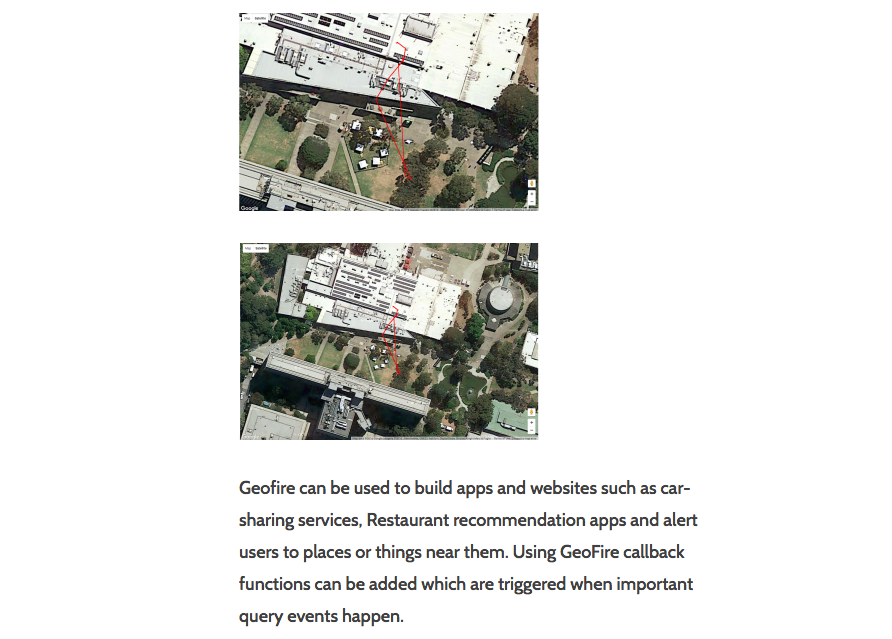 Map Satellite
Google
Map Satellite
Geofire can be used to build apps and websites such as car-
sharing services, Restaurant recommendation apps and alert
users to places or things near them. Using GeoFire callback
functions can be added which are triggered when important
query events happen.